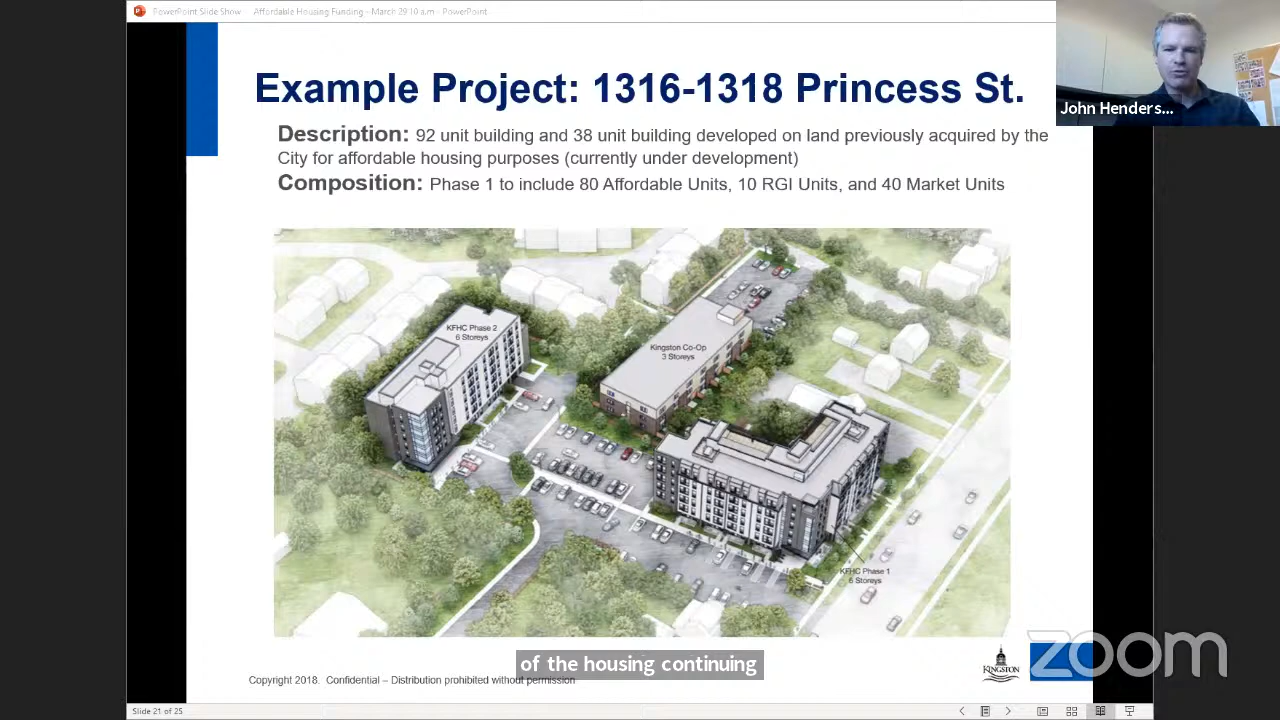 PowerPoint Slide Show - Affordable Housing Funding - March 29 10 a.m - PowerPoint
Example Project: 1316-1318 Princess St.
John Henders...
Description: 92 unit building and 38 unit building developed on land previously acquired by the
City for affordable housing purposes (currently under development)
Composition: Phase 1 to include 80 Affordable Units, 10 RGI Units, and 40 Market Units
KFHC Phase 2
6 Storeys
Kingston Co-Op
3 Storeys
KFHC Phase 1
6 Storeys
of the housing continuing
Copyright 2018. Confidential – Distribution prohibited without permission
KINGSTON
zoom
Slide 21 of 25